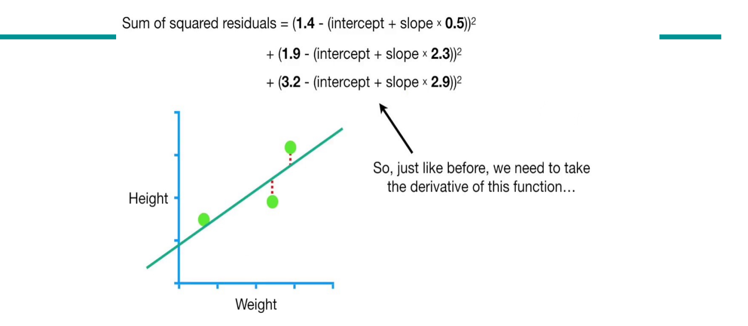 Sum of squared residuals = (1.4 - (intercept + slope × 0.5))²
+ (1.9 - (intercept + slope × 2.3))²
+ (3.2 - (intercept + slope × 2.9))²
So, just like before, we need to take
the derivative of this function…
Height
Weight